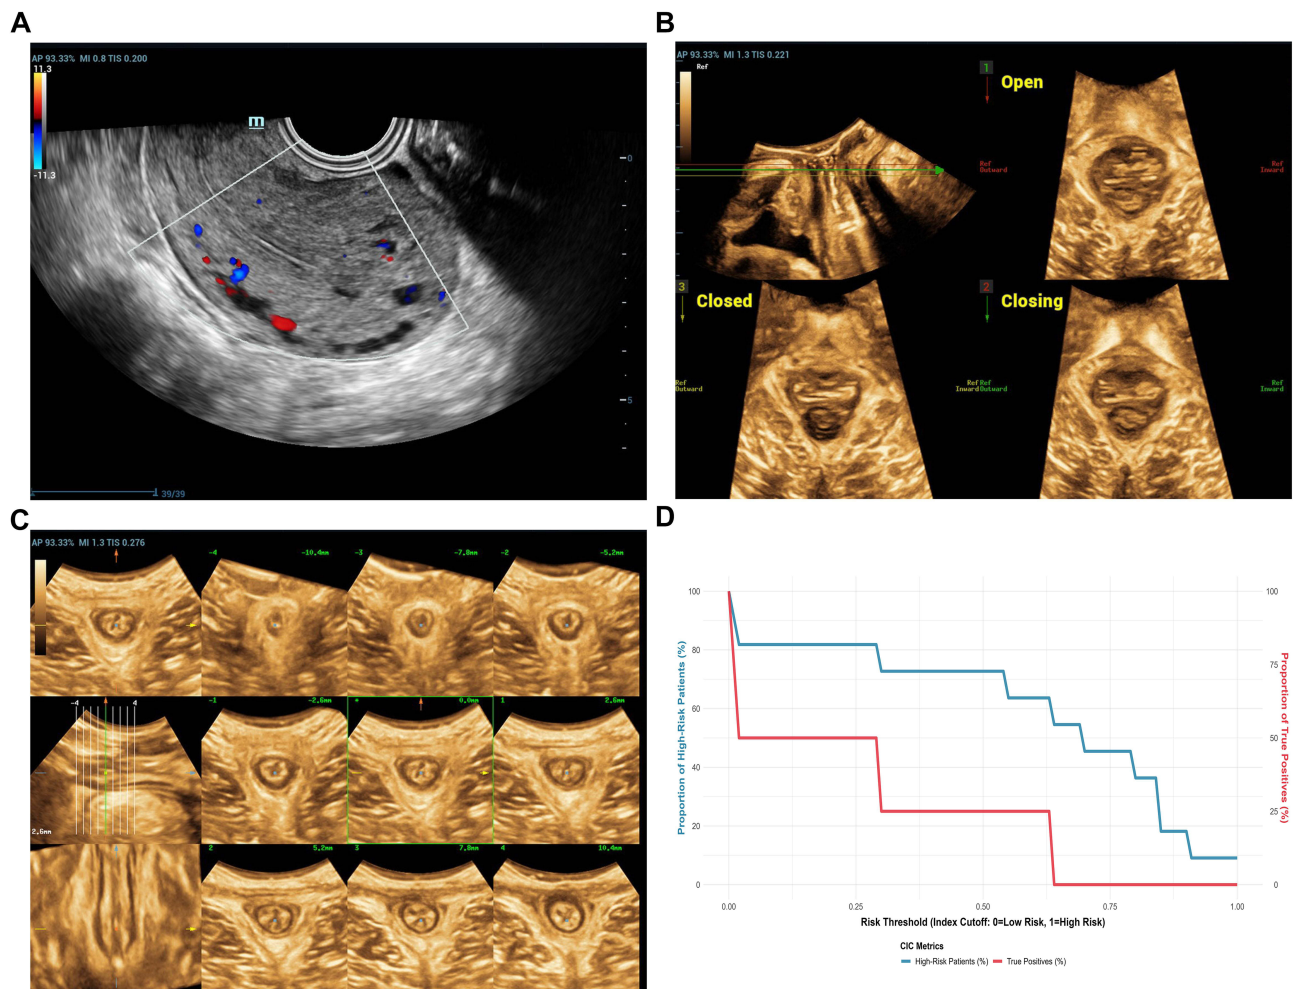 A
AP 93.33% MI 0.8 TIS 0.200
11.3
-11.3
m
0
5
39/39
B
AP 93.33% MI 1.3 TIS 0.221
Ref
1
Open
Ref
Outward
Ref
Inward
3
Closed
2
Closing
Ref
Outward
Ref
Inward
Ref
Outward
Ref
Inward
C
AP 93.33% MI 1.3 TIS 0.276
-4
-10.4mm
-3
-7.8mm
-2
-5.2mm
-4
4
2.6mm
-1
-2.6mm
*
0.0mm
1
2.6mm
2
5.2mm
3
7.8mm
4
10.4mm
D
Proportion of High-Risk Patients (%)
100
80
60
40
20
0
100
75
50
25
0
Proportion of True Positives (%)
0.00
0.25
0.50
0.75
1.00
Risk Threshold (Index Cutoff: 0=Low Risk, 1=High Risk)
CIC Metrics
High-Risk Patients (%)
True Positives (%)